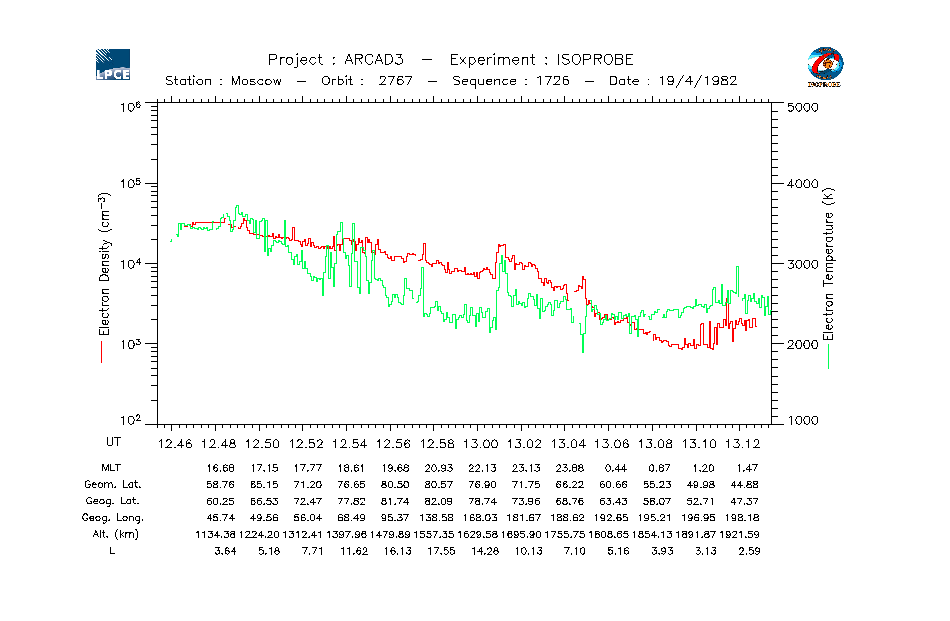 LPCE
Project : ARCAD3 — Experiment : ISOPROBE
Station : Moscow — Orbit : 2767 — Sequence : 1726 — Date : 19/4/1982
ISOPROBE
10^6 5000
10^5 4000
10^4 3000
10^3 2000
10^2 1000
Electron Density (cm^-3)
Electron Temperature (K)
UT 12.46 12.48 12.50 12.52 12.54 12.56 12.58 13.00 13.02 13.04 13.06 13.08 13.10 13.12
MLT 16.68 17.15 17.77 18.61 19.68 20.93 22.13 23.13 23.88 0.44 0.87 1.20 1.47
Geom. Lat. 58.76 65.15 71.20 76.65 80.50 80.57 76.90 71.75 66.22 60.66 55.23 49.98 44.88
Geog. Lat. 60.25 66.53 72.47 77.82 81.74 82.09 78.74 73.96 68.76 63.43 58.07 52.71 47.37
Geog. Long. 45.74 49.56 56.04 68.49 95.37 138.58 168.03 181.67 188.62 192.65 195.21 196.95 198.18
Alt. (km) 1134.38 1224.20 1312.41 1397.96 1479.89 1557.35 1629.58 1695.90 1755.75 1808.65 1854.13 1891.87 1921.59
L 3.64 5.18 7.71 11.62 16.13 17.55 14.28 10.13 7.10 5.16 3.93 3.13 2.59